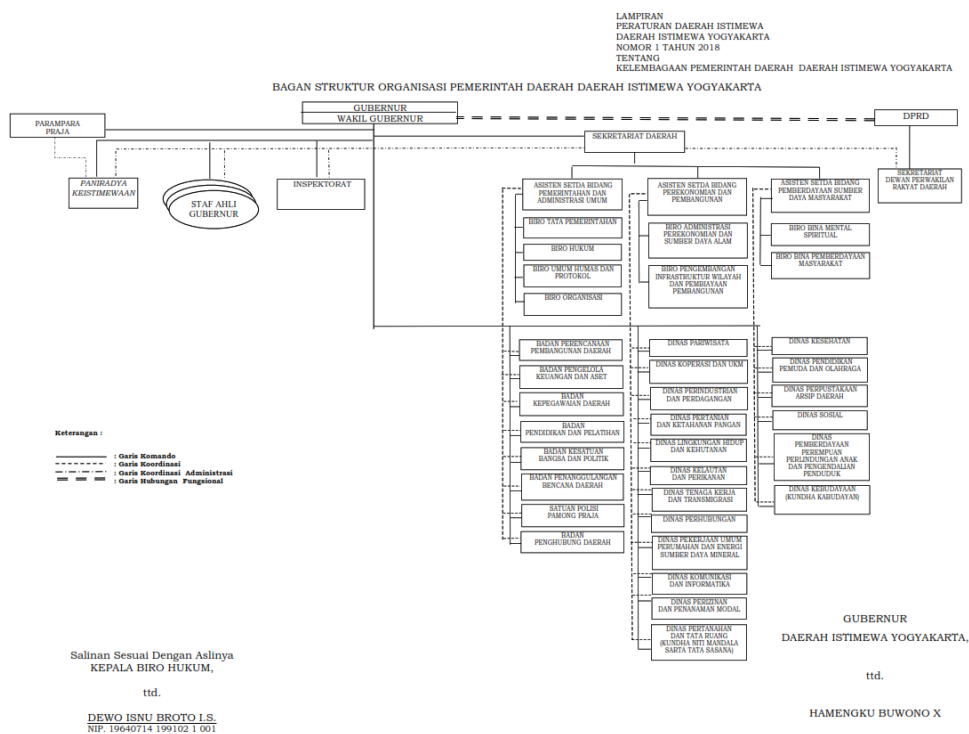 LAMPIRAN
PERATURAN DAERAH ISTIMEWA
DAERAH ISTIMEWA YOGYAKARTA
NOMOR 1 TAHUN 2018
TENTANG
KELEMBAGAAN PEMERINTAH DAERAH DAERAH ISTIMEWA YOGYAKARTA
BAGAN STRUKTUR ORGANISASI PEMERINTAH DAERAH DAERAH ISTIMEWA YOGYAKARTA
GUBERNUR
WAKIL GUBERNUR
PARAMPARA
PRAJA
DPRD
SEKRETARIAT DAERAH
PANIRADYA
KEISTIMEWAAN
STAF AHLI
GUBERNUR
INSPEKTORAT
ASISTEN SETDA BIDANG
PEMERINTAHAN DAN
ADMINISTRASI UMUM
ASISTEN SETDA BIDANG
PEREKONOMIAN DAN
PEMBANGUNAN
ASISTEN SETDA BIDANG
PEMBERDAYAAN SUMBER
DAYA MASYARAKAT
SEKRETARIAT
DEWAN PERWAKILAN
RAKYAT DAERAH
BIRO TATA PEMERINTAHAN
BIRO HUKUM
BIRO UMUM HUMAS DAN
PROTOKOL
BIRO ORGANISASI
BIRO ADMINISTRASI
PEREKONOMIAN DAN
SUMBER DAYA ALAM
BIRO PENGEMBANGAN
INFRASTRUKTUR WILAYAH
DAN PEMBIAYAAN
PEMBANGUNAN
BIRO BINA MENTAL
SPIRITUAL
BIRO BINA PEMBERDAYAAN
MASYARAKAT
BADAN PERENCANAAN
PEMBANGUNAN DAERAH
BADAN PENGELOLA
KEUANGAN DAN ASET
BADAN
KEPEGAWAIAN DAERAH
BADAN
PENDIDIKAN DAN PELATIHAN
BADAN KESATUAN
BANGSA DAN POLITIK
BADAN PENANGGULANGAN
BENCANA DAERAH
SATUAN POLISI
PAMONG PRAJA
BADAN
PENGHUBUNG DAERAH
DINAS PARIWISATA
DINAS KOPERASI DAN UKM
DINAS PERINDUSTRIAN
DAN PERDAGANGAN
DINAS PERTANIAN
DAN KETAHANAN PANGAN
DINAS LINGKUNGAN HIDUP
DAN KEHUTANAN
DINAS KELAUTAN
DAN PERIKANAN
DINAS TENAGA KERJA
DAN TRANSMIGRASI
DINAS PERHUBUNGAN
DINAS PEKERJAAN UMUM
PERUMAHAN DAN ENERGI
SUMBER DAYA MINERAL
DINAS KOMUNIKASI
DAN INFORMATIKA
DINAS PERIZINAN
DAN PENANAMAN MODAL
DINAS PERTANAHAN
DAN TATA RUANG
(KUNDHA NITI MANDALA
SARTA TATA SASANA)
DINAS KESEHATAN
DINAS PENDIDIKAN
PEMUDA DAN OLAHRAGA
DINAS PERPUSTAKAAN
ARSIP DAERAH
DINAS SOSIAL
DINAS
PEMBERDAYAAN
PEREMPUAN
PERLINDUNGAN ANAK
DAN PENGENDALIAN
PENDUDUK
DINAS KEBUDAYAAN
(KUNDHA KABUDAYAN)
Keterangan :
: Garis Komando
: Garis Koordinasi
: Garis Koordinasi Administrasi
: Garis Hubungan Fungsional
Salinan Sesuai Dengan Aslinya
KEPALA BIRO HUKUM,
ttd.
DEWO ISNU BROTO I.S.
NIP. 19640714 199102 1 001
GUBERNUR
DAERAH ISTIMEWA YOGYAKARTA,
ttd.
HAMENGKU BUWONO X